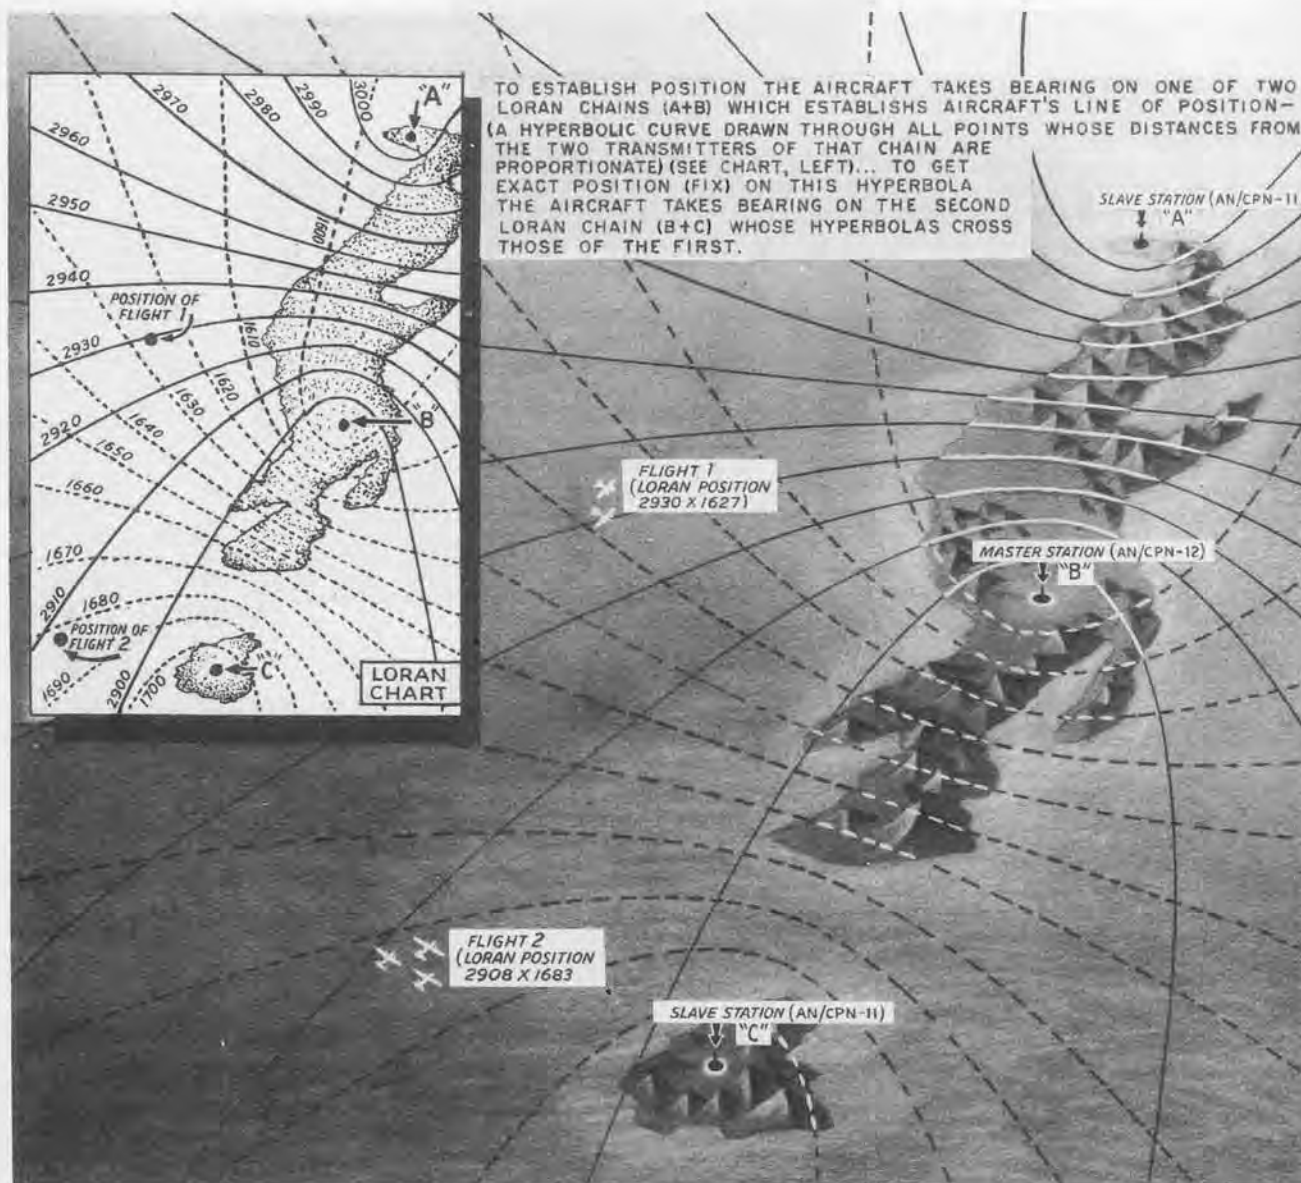 TO ESTABLISH POSITION THE AIRCRAFT TAKES BEARING ON ONE OF TWO
LORAN CHAINS (A+B) WHICH ESTABLISHS AIRCRAFT'S LINE OF POSITION—
(A HYPERBOLIC CURVE DRAWN THROUGH ALL POINTS WHOSE DISTANCES FROM
THE TWO TRANSMITTERS OF THAT CHAIN ARE
PROPORTIONATE) (SEE CHART, LEFT)... TO GET
EXACT POSITION (FIX) ON THIS HYPERBOLA
THE AIRCRAFT TAKES BEARING ON THE SECOND
LORAN CHAIN (B+C) WHOSE HYPERBOLAS CROSS
THOSE OF THE FIRST.
2970
2980
2990
3000
"A"
2960
2950
1600
2940
POSITION OF
FLIGHT 1
2930
1610
1620
1630
2920
1640
1650
"B"
1660
1670
2910
1680
POSITION OF
FLIGHT 2
1690
2900
1700
"C"
LORAN
CHART
SLAVE STATION (AN/CPN-11
"A"
FLIGHT 1
(LORAN POSITION
2930 X 1627)
MASTER STATION (AN/CPN-12)
"B"
FLIGHT 2
(LORAN POSITION
2908 X 1683
SLAVE STATION (AN/CPN-11)
"C"